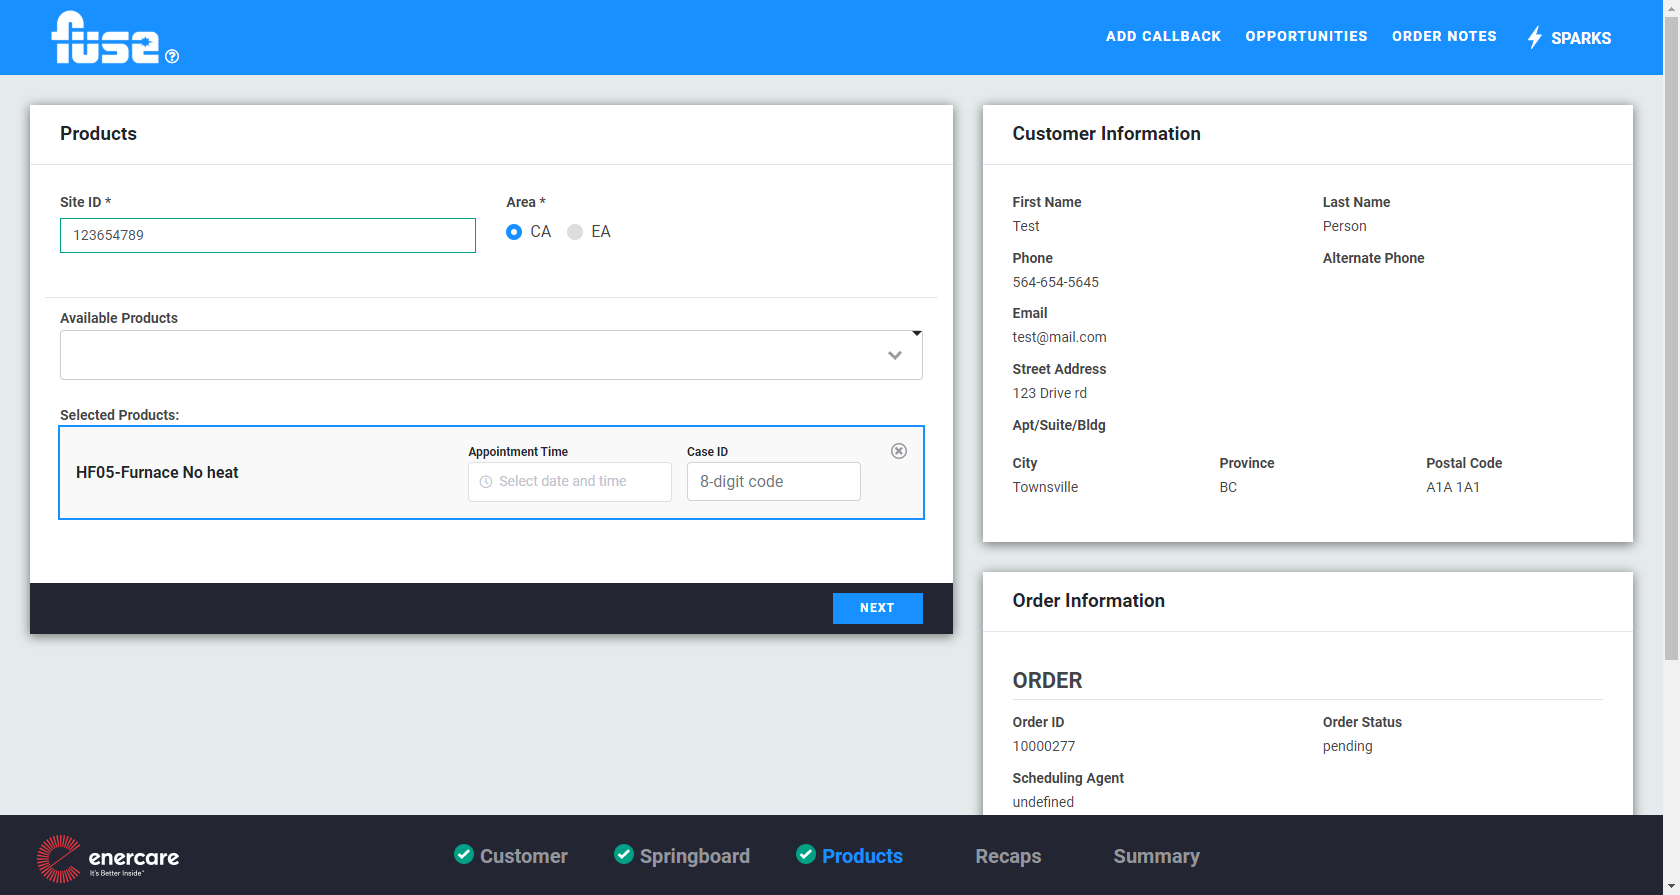 fuse
ADD CALLBACK OPPORTUNITIES ORDER NOTES SPARKS
Products
Site ID *
123654789
Area *
CA EA
Available Products
Selected Products:
HF05-Furnace No heat
Appointment Time
Select date and time
Case ID
8-digit code
NEXT
Customer Information
First Name
Test
Last Name
Person
Phone
564-654-5645
Alternate Phone
Email
test@mail.com
Street Address
123 Drive rd
Apt/Suite/Bldg
City
Townsville
Province
BC
Postal Code
A1A 1A1
Order Information
ORDER
Order ID
10000277
Order Status
pending
Scheduling Agent
undefined
enercare
It's Better Inside™
Customer Springboard Products Recaps Summary